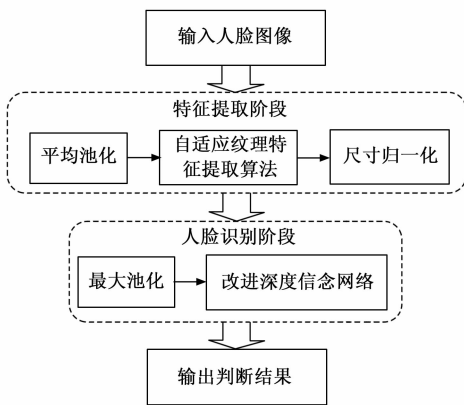 输入人脸图像
特征提取阶段
平均池化
自适应纹理特
征提取算法
尺寸归一化
人脸识别阶段
最大池化
改进深度信念网络
输出判断结果